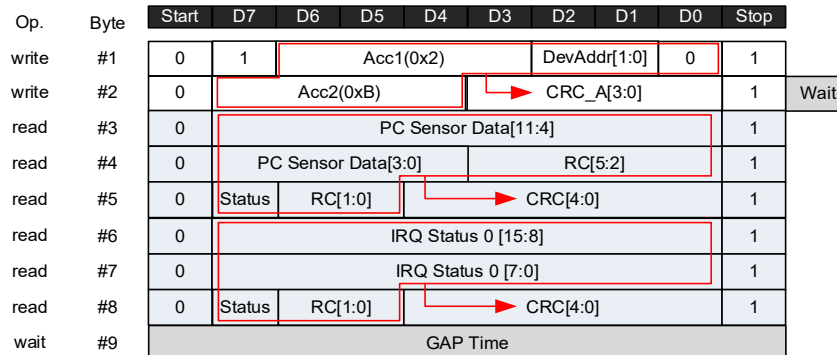 Op. Byte Start D7 D6 D5 D4 D3 D2 D1 D0 Stop
write #1 0 1 Acc1(0x2) DevAddr[1:0] 0 1
write #2 0 Acc2(0xB) CRC_A[3:0] 1 Wait
read #3 0 PC Sensor Data[11:4] 1
read #4 0 PC Sensor Data[3:0] RC[5:2] 1
read #5 0 Status RC[1:0] CRC[4:0] 1
read #6 0 IRQ Status 0 [15:8] 1
read #7 0 IRQ Status 0 [7:0] 1
read #8 0 Status RC[1:0] CRC[4:0] 1
wait #9 GAP Time